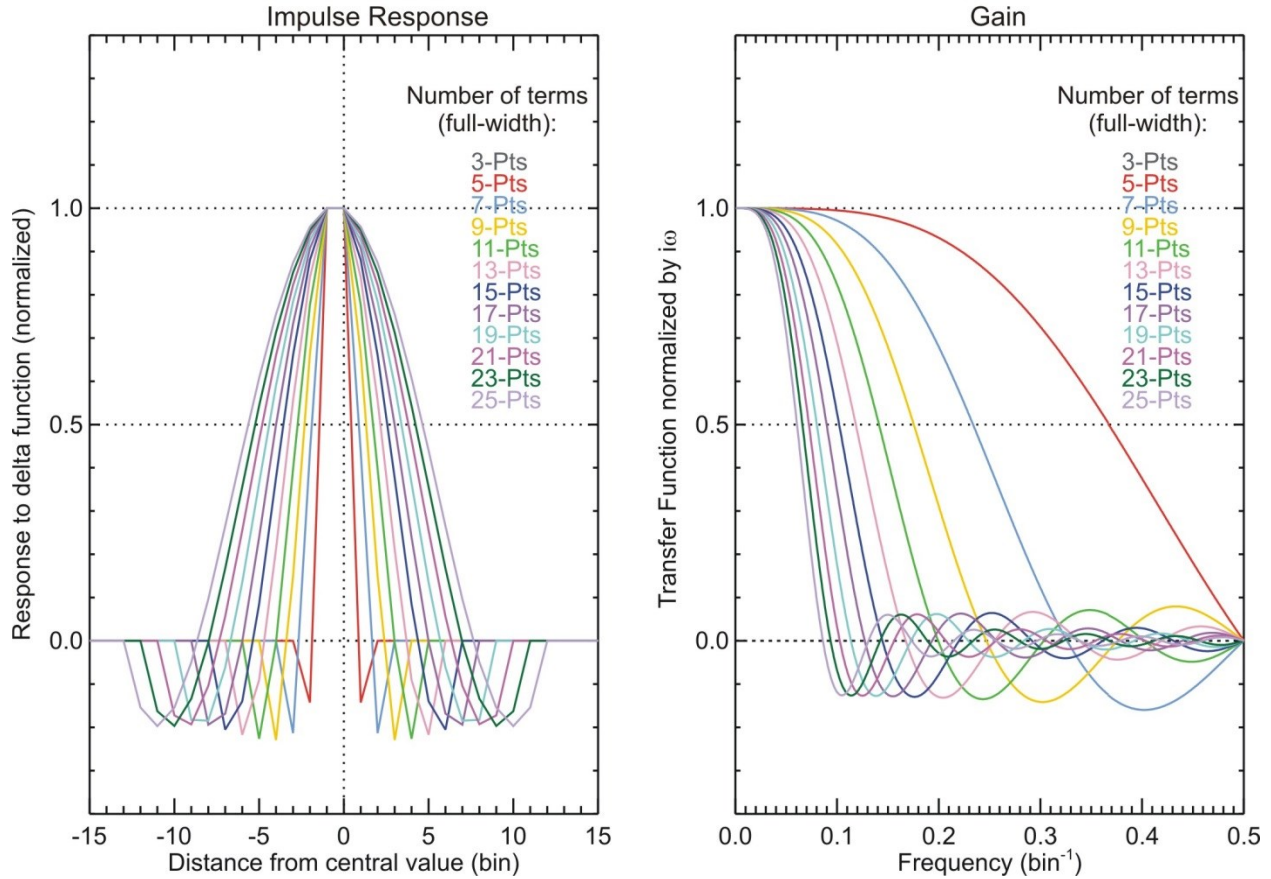 Impulse Response
Response to delta function (normalized)
1.0
0.5
0.0
Number of terms
(full-width):
3-Pts
5-Pts
7-Pts
9-Pts
11-Pts
13-Pts
15-Pts
17-Pts
19-Pts
21-Pts
23-Pts
25-Pts
-15 -10 -5 0 5 10 15
Distance from central value (bin)
Gain
Transfer Function normalized by iω
1.0
0.5
0.0
Number of terms
(full-width):
3-Pts
5-Pts
7-Pts
9-Pts
11-Pts
13-Pts
15-Pts
17-Pts
19-Pts
21-Pts
23-Pts
25-Pts
0.0 0.1 0.2 0.3 0.4 0.5
Frequency (bin⁻¹)